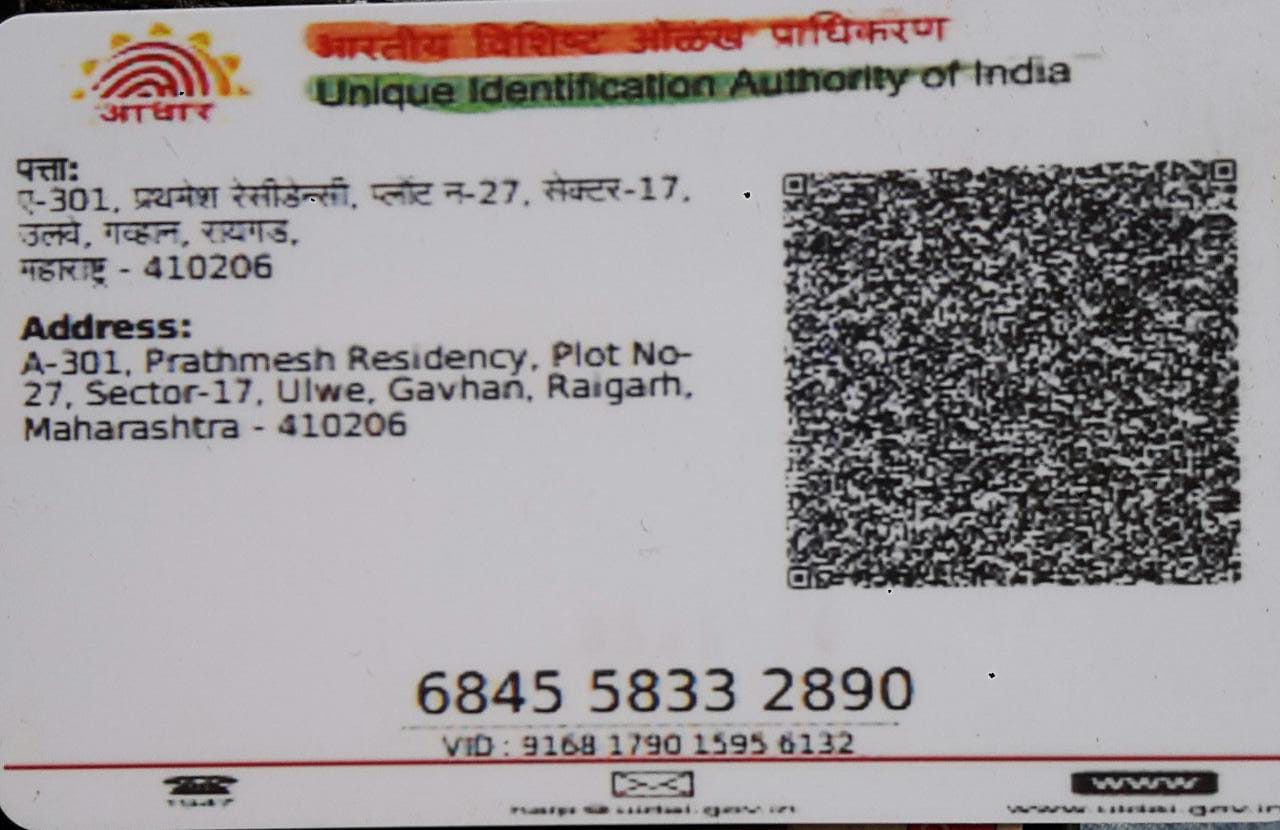 आधार
भारतीय विशिष्ट ओळख प्राधिकरण
Unique Identification Authority of India
पत्ता:
ए-301, प्रथमेश रेसीडेन्सी, प्लॉट न-27, सेक्टर-17,
उलवे, गव्हान, रायगड,
महाराष्ट्र - 410206
Address:
A-301, Prathmesh Residency, Plot No-
27, Sector-17, Ulwe, Gavhan, Raigarh,
Maharashtra - 410206
6845 5833 2890
VID : 9168 1790 1595 6132
1947
help@uidai.gov.in
WWW
www.uidai.gov.in